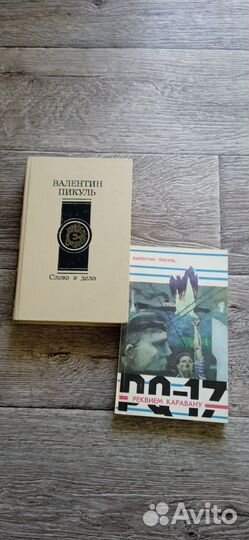 ВАЛЕНТИН
ПИКУЛЬ
Слово и дело
ВАЛЕНТИН ПИКУЛЬ
PQ-17
РЕКВИЕМ КАРАВАНУ
Avito